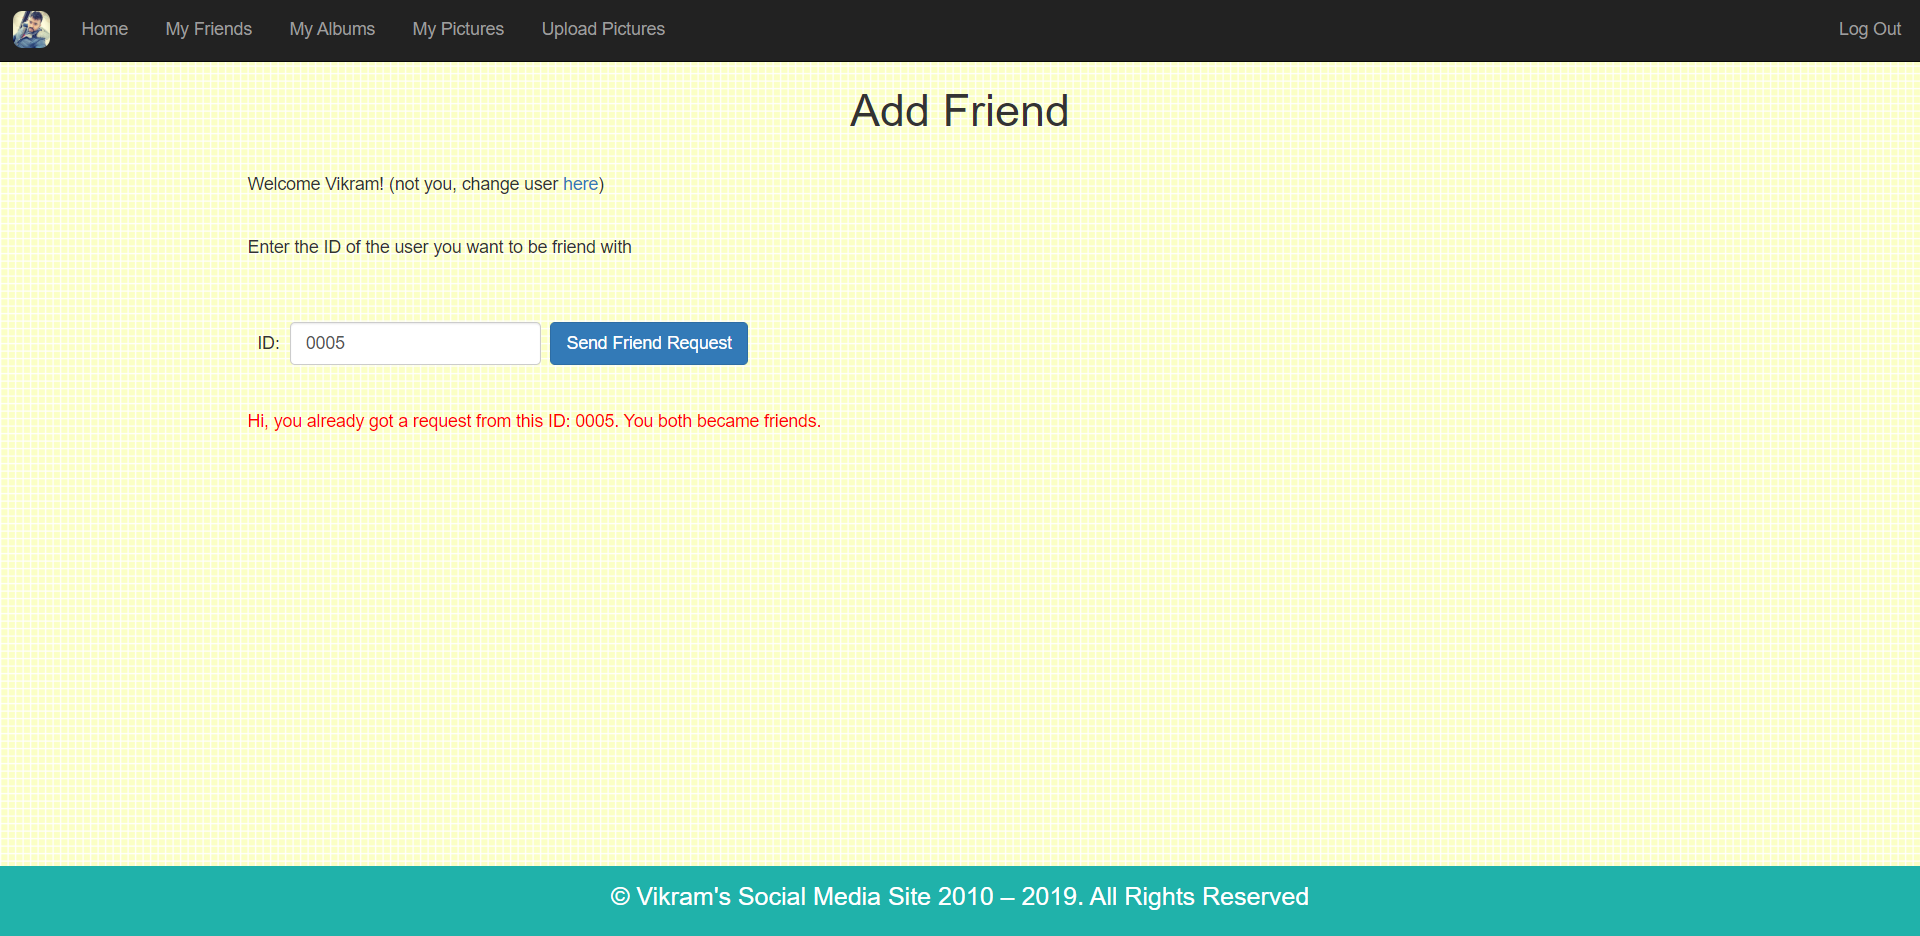 Home My Friends My Albums My Pictures Upload Pictures Log Out
Add Friend
Welcome Vikram! (not you, change user here)
Enter the ID of the user you want to be friend with
ID: 0005 Send Friend Request
Hi, you already got a request from this ID: 0005. You both became friends.
© Vikram's Social Media Site 2010 – 2019. All Rights Reserved